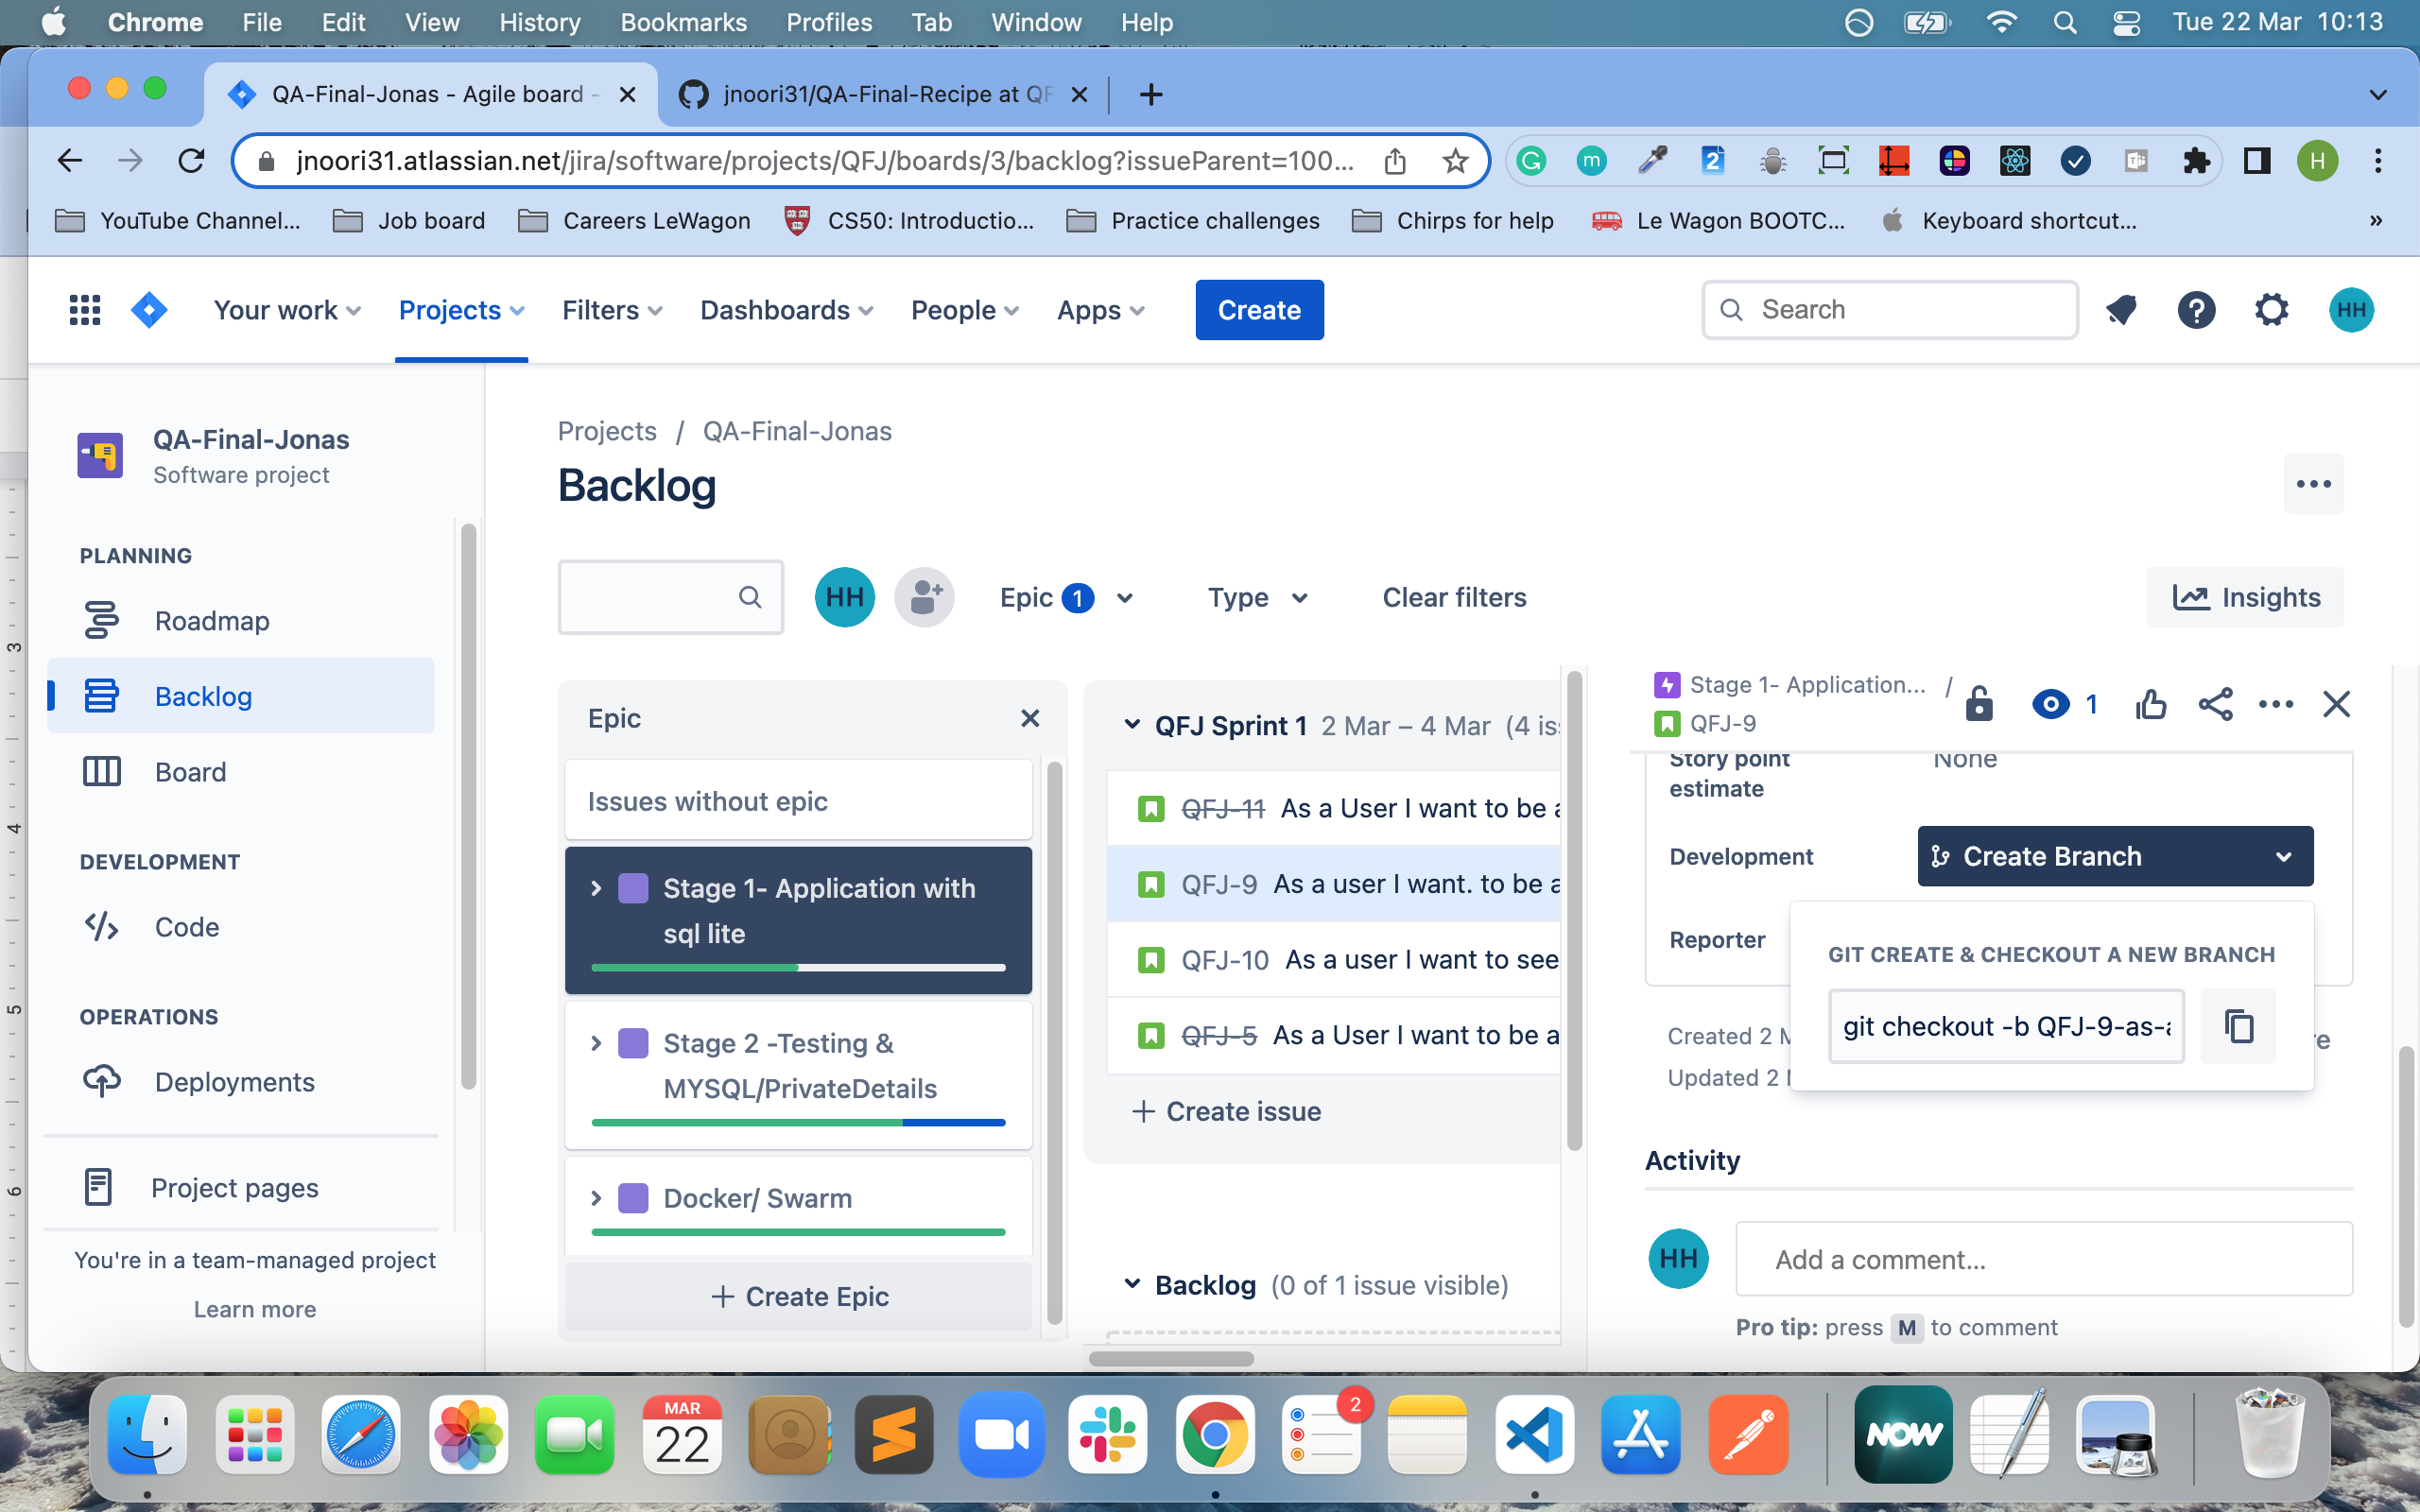 Chrome File Edit View History Bookmarks Profiles Tab Window Help Tue 22 Mar 10:13
QA-Final-Jonas - Agile board - jnoori31/QA-Final-Recipe at QF
jnoori31.atlassian.net/jira/software/projects/QFJ/boards/3/backlog?issueParent=100... G m 2 H
YouTube Channel... Job board Careers LeWagon CS50: Introductio... Practice challenges Chirps for help Le Wagon BOOTC... Keyboard shortcut... »
Your work Projects Filters Dashboards People Apps Create Search ? HH
QA-Final-Jonas
Software project
PLANNING
Roadmap
Backlog
Board
DEVELOPMENT
Code
OPERATIONS
Deployments
Project pages
You're in a team-managed project
Learn more
3
4
5
6
Projects / QA-Final-Jonas
Backlog
HH Epic 1 Type Clear filters Insights
Epic
Issues without epic
Stage 1- Application with
sql lite
Stage 2 -Testing &
MYSQL/PrivateDetails
Docker/ Swarm
+ Create Epic
QFJ Sprint 1 2 Mar – 4 Mar (4 is
QFJ-11 As a User I want to be a
QFJ-9 As a user I want. to be a
QFJ-10 As a user I want to see
QFJ-5 As a User I want to be a
+ Create issue
Backlog (0 of 1 issue visible)
Stage 1- Application... /
QFJ-9
1
Story point
estimate
None
Development Create Branch
Reporter
GIT CREATE & CHECKOUT A NEW BRANCH
git checkout -b QFJ-9-as-a
Created 2 M
Updated 2
Activity
HH Add a comment...
Pro tip: press M to comment
MAR
22
2
NOW